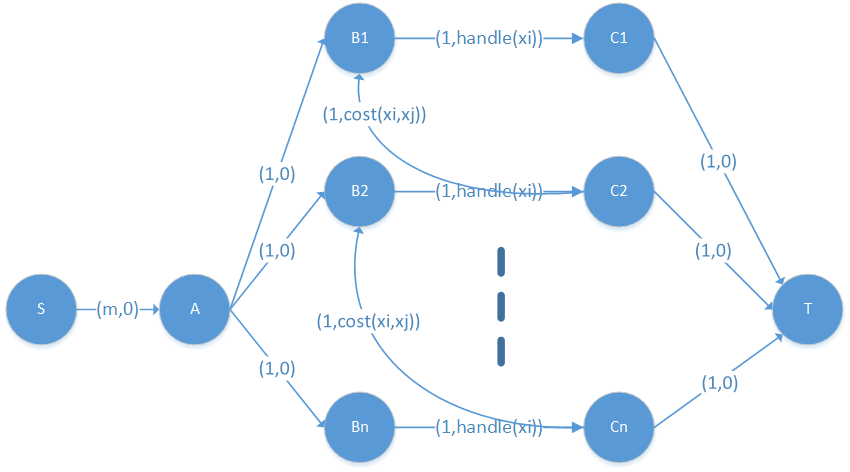 B1
(1,handle(xi))
C1
(1,cost(xi,xj))
(1,0)
(1,0)
B2
(1,handle(xi))
C2
(1,0)
(1,0)
S
(m,0)
A
T
(1,cost(xi,xj))
(1,0)
(1,0)
Bn
(1,handle(xi))
Cn